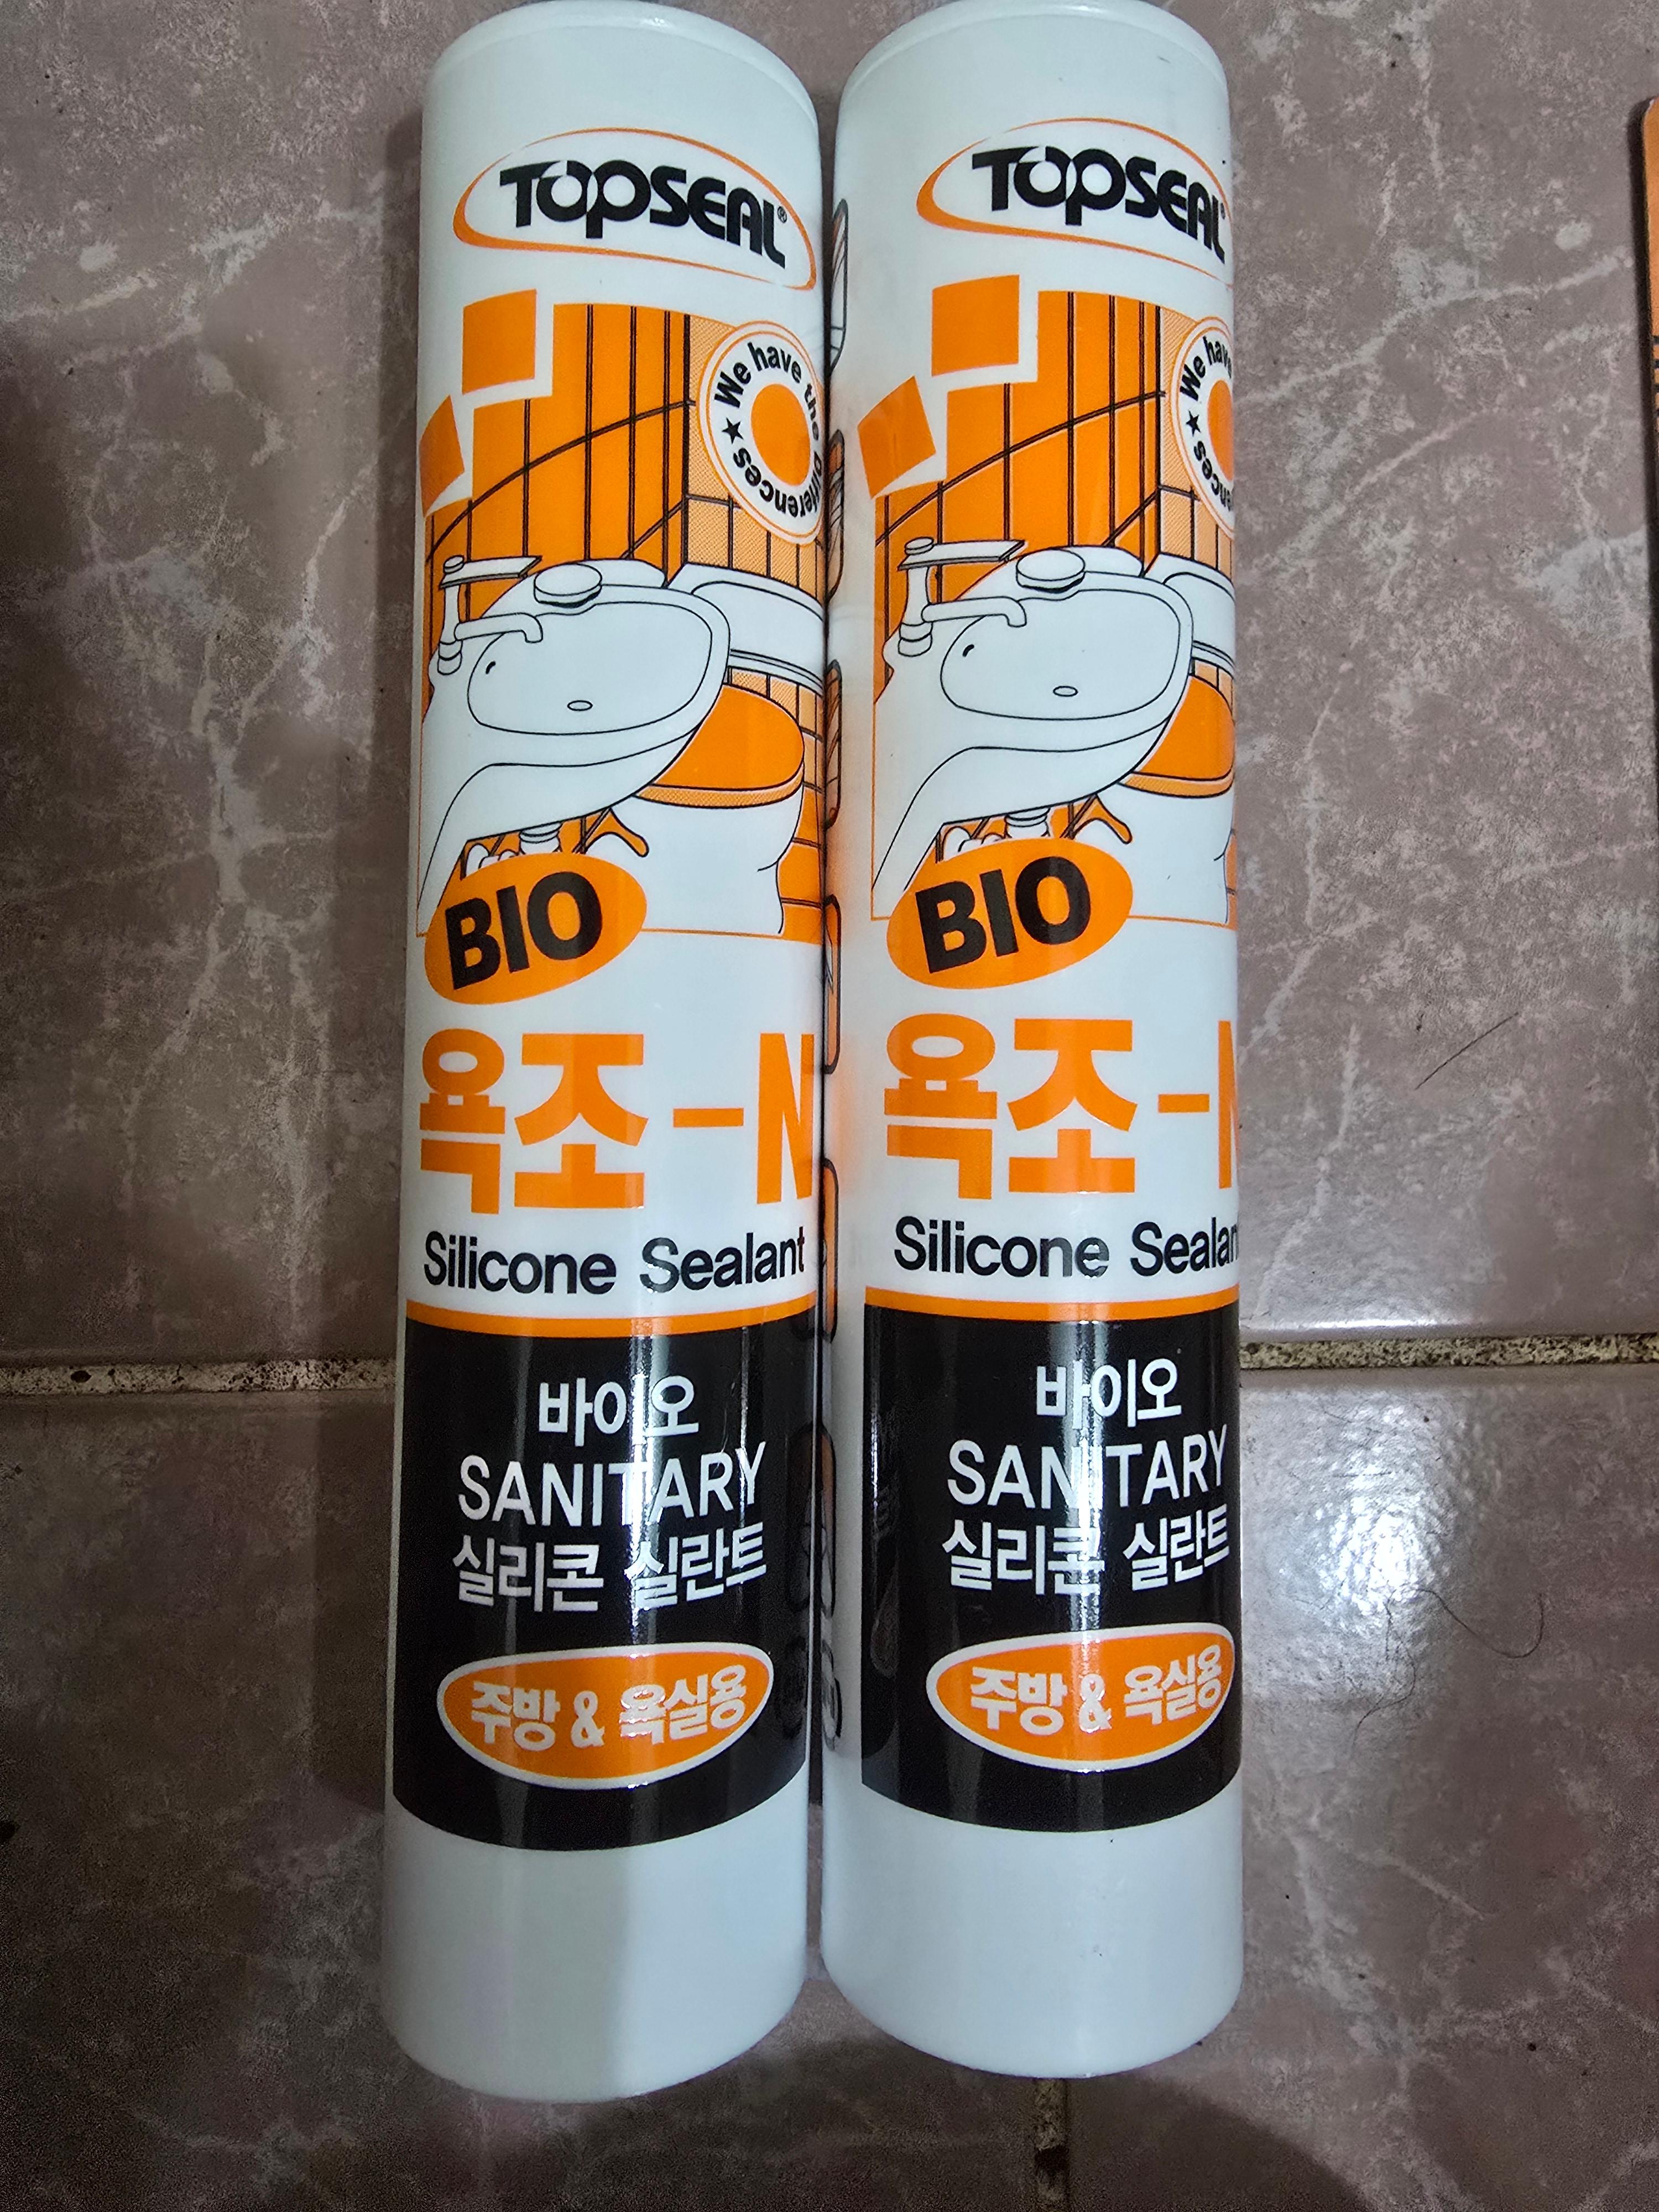 TOPSEAL®
We have the Differences ★
BIO
욕조-N
Silicone Sealant
바이오
SANITARY
실리콘 실란트
주방 & 욕실용
TOPSEAL
We have
BIO
욕조-N
Silicone Sealant
바이오
SANITARY
실리콘 실란트
주방 & 욕실용